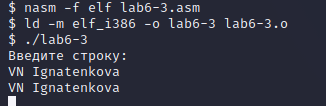 $ nasm -f elf lab6-3.asm
$ ld -m elf_i386 -o lab6-3 lab6-3.o
$ ./lab6-3
Введите строку:
VN Ignatenkova
VN Ignatenkova